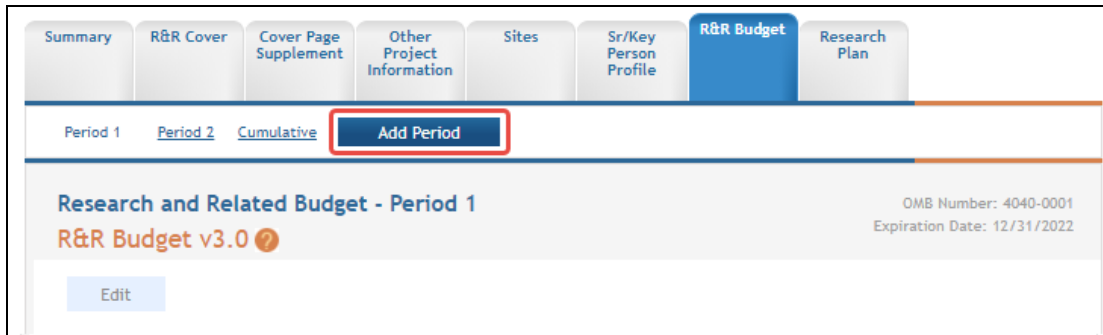 Summary
R&R Cover
Cover Page
Supplement
Other
Project
Information
Sites
Sr/Key
Person
Profile
R&R Budget
Research
Plan
Period 1 Period 2 Cumulative Add Period
Research and Related Budget - Period 1
OMB Number: 4040-0001
R&R Budget v3.0 ?
Expiration Date: 12/31/2022
Edit